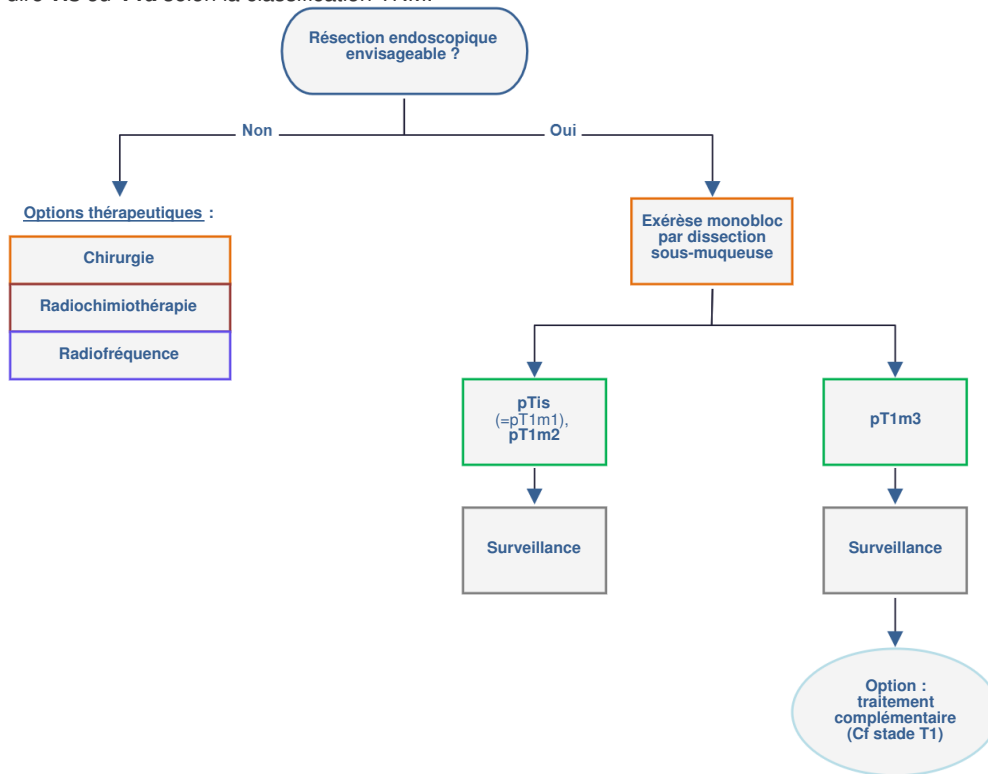 Résection endoscopique
envisageable ?
Non
Oui
Options thérapeutiques :
Chirurgie
Radiochimiothérapie
Radiofréquence
Exérèse monobloc
par dissection
sous-muqueuse
pTis
(=pT1m1),
pT1m2
pT1m3
Surveillance
Surveillance
Option :
traitement
complémentaire
(Cf stade T1)